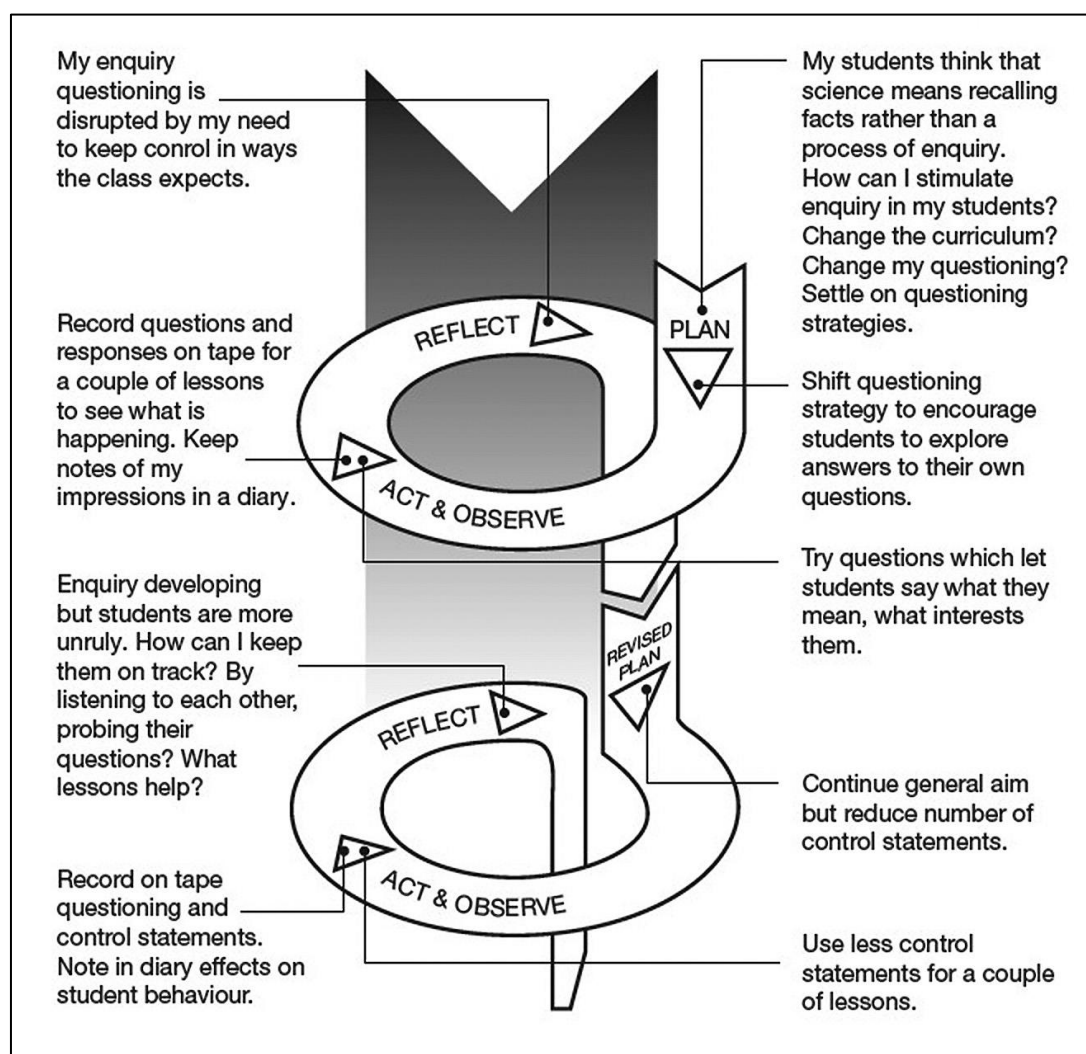 My enquiry
questioning is
disrupted by my need
to keep conrol in ways
the class expects.
My students think that
science means recalling
facts rather than a
process of enquiry.
How can I stimulate
enquiry in my students?
Change the curriculum?
Change my questioning?
Settle on questioning
strategies.
REFLECT
PLAN
Record questions and
responses on tape for
a couple of lessons
to see what is
happening. Keep
notes of my
impressions in a diary.
Shift questioning
strategy to encourage
students to explore
answers to their own
questions.
ACT & OBSERVE
Try questions which let
students say what they
mean, what interests
them.
Enquiry developing
but students are more
unruly. How can I keep
them on track? By
listening to each other,
probing their
questions? What
lessons help?
REVISED
PLAN
REFLECT
Continue general aim
but reduce number of
control statements.
ACT & OBSERVE
Record on tape
questioning and
control statements.
Note in diary effects on
student behaviour.
Use less control
statements for a couple
of lessons.